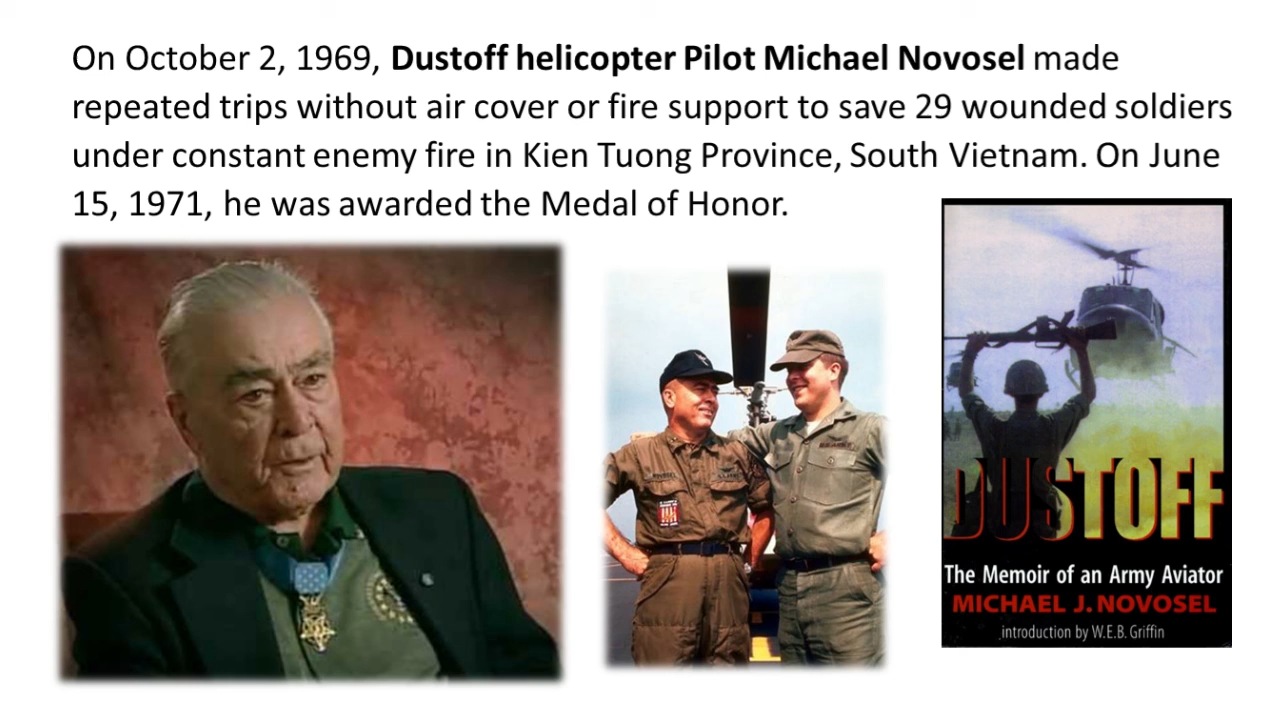 On October 2, 1969, Dustoff helicopter Pilot Michael Novosel made
repeated trips without air cover or fire support to save 29 wounded soldiers
under constant enemy fire in Kien Tuong Province, South Vietnam. On June
15, 1971, he was awarded the Medal of Honor.
DUSTOFF
The Memoir of an Army Aviator
MICHAEL J. NOVOSEL
introduction by W.E.B. Griffin